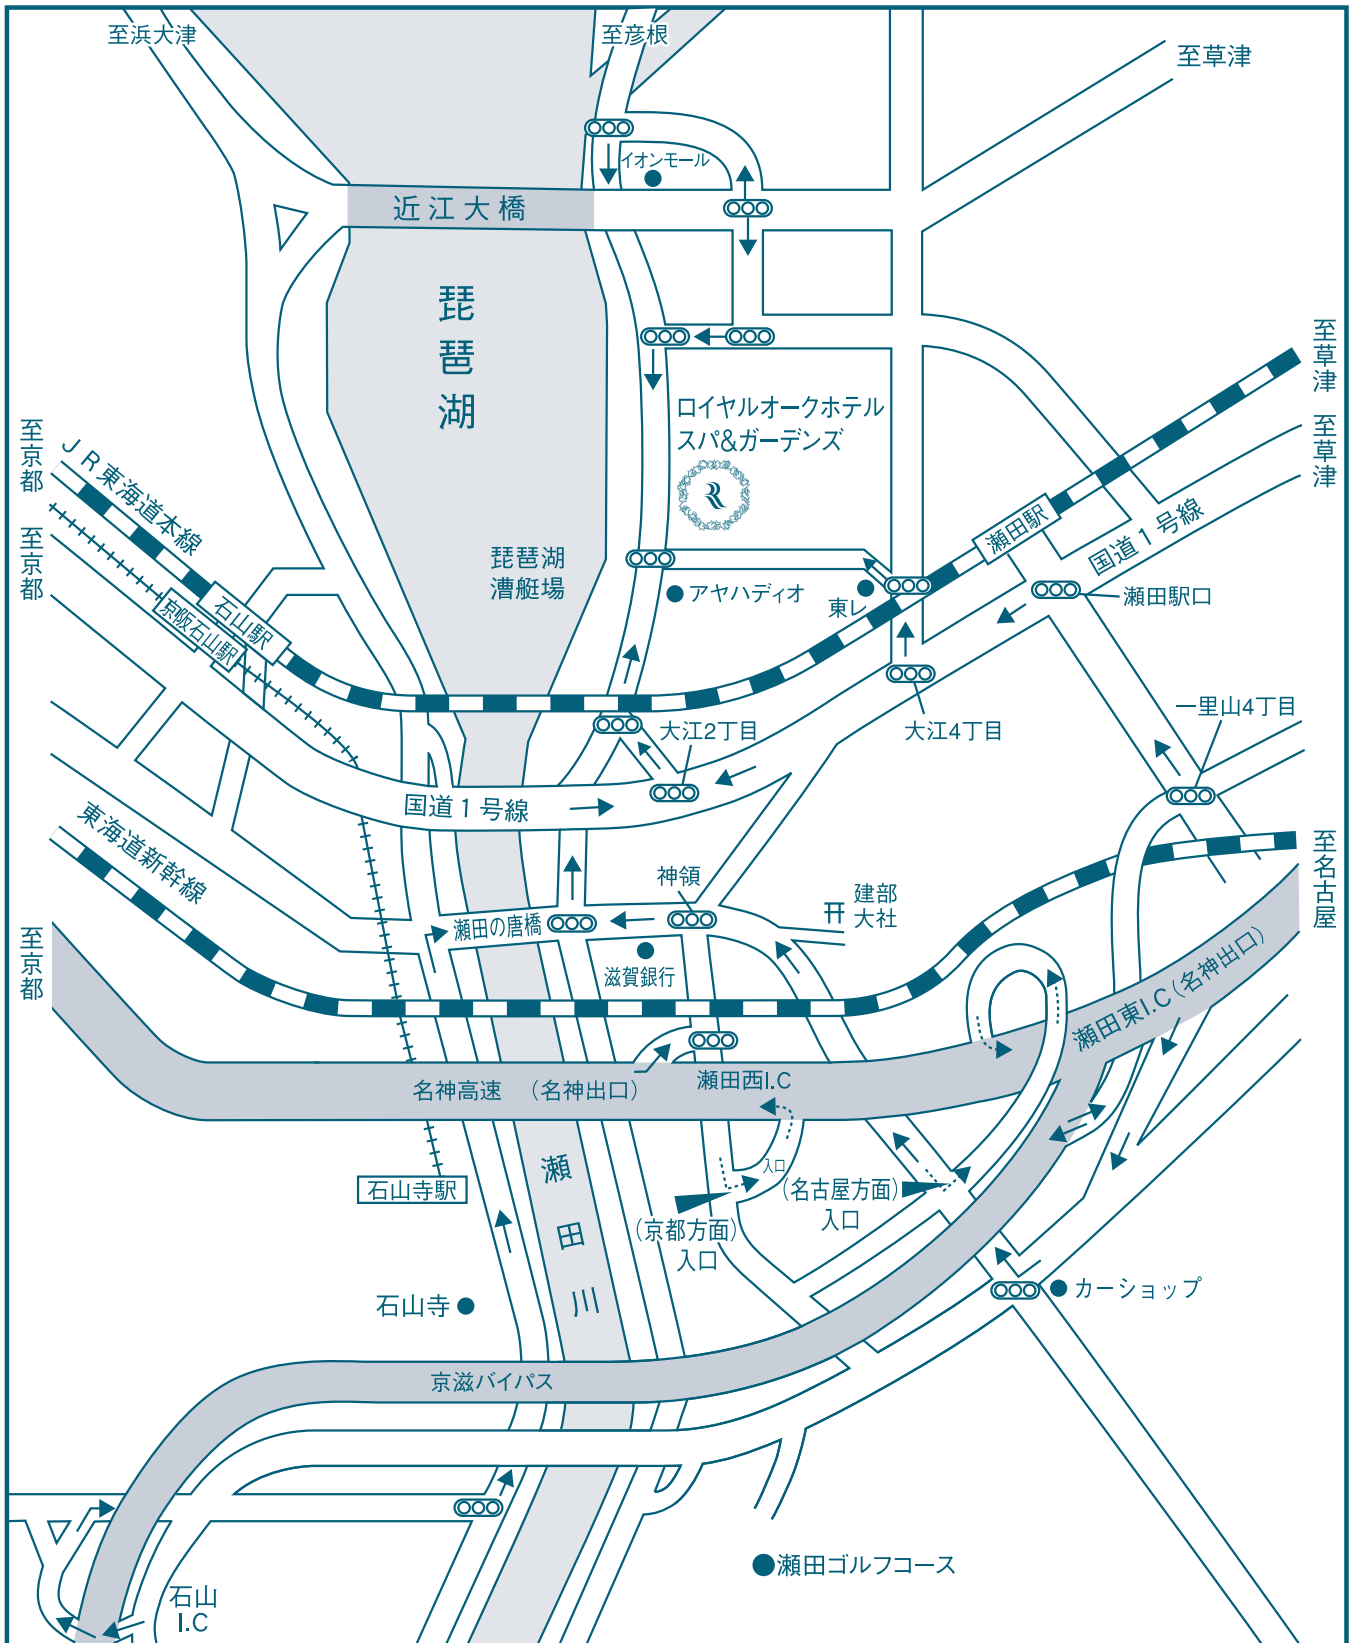 至浜大津
至彦根
至草津
イオンモール
近江大橋
琵琶湖
至草津
至草津
ロイヤルオークホテル
スパ&ガーデンズ
R
至京都
JR東海道本線
至京都
石山駅
京阪石山駅
琵琶湖
漕艇場
アヤハディオ
東レ
瀬田駅
国道1号線
瀬田駅口
大江2丁目
大江4丁目
一里山4丁目
国道1号線
東海道新幹線
至名古屋
神領
建部
大社
瀬田の唐橋
滋賀銀行
至京都
瀬田東I.C(名神出口)
名神高速 (名神出口)
瀬田西I.C
入口
石山寺駅
瀬田川
(名古屋方面)
入口
(京都方面)
入口
石山寺
カーショップ
京滋バイパス
瀬田ゴルフコース
石山
I.C